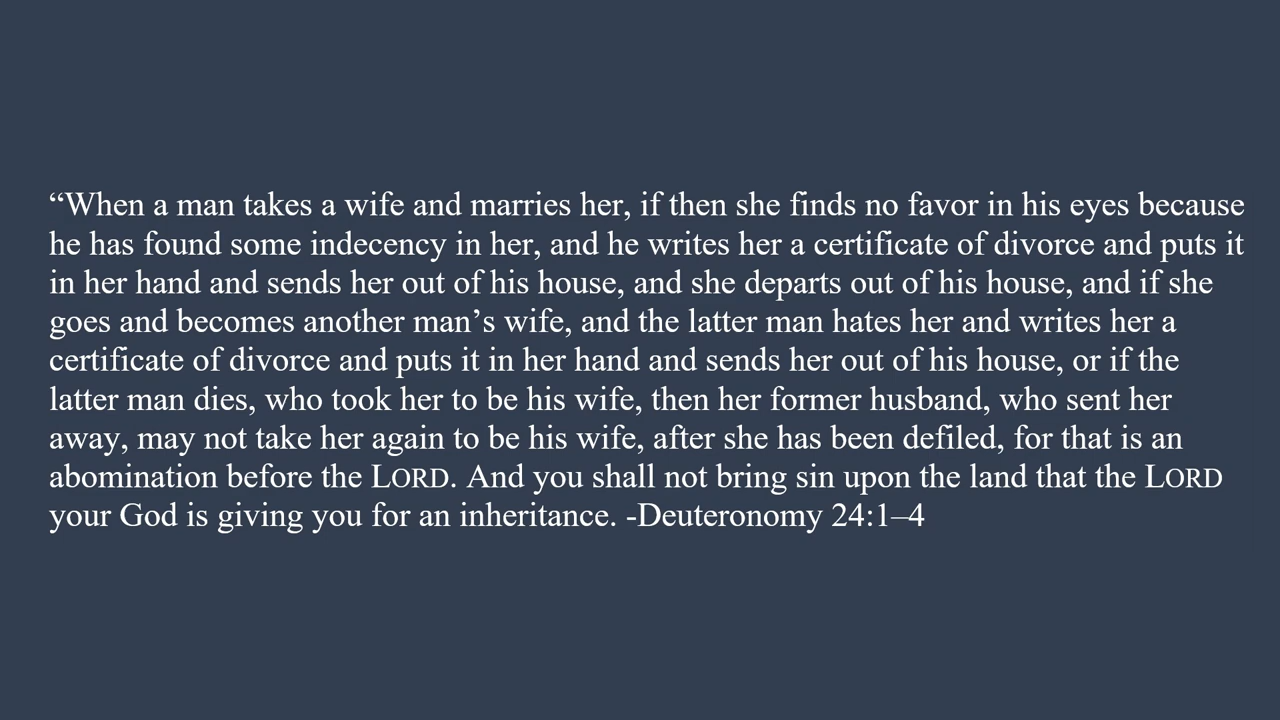 “When a man takes a wife and marries her, if then she finds no favor in his eyes because
he has found some indecency in her, and he writes her a certificate of divorce and puts it
in her hand and sends her out of his house, and she departs out of his house, and if she
goes and becomes another man’s wife, and the latter man hates her and writes her a
certificate of divorce and puts it in her hand and sends her out of his house, or if the
latter man dies, who took her to be his wife, then her former husband, who sent her
away, may not take her again to be his wife, after she has been defiled, for that is an
abomination before the LORD. And you shall not bring sin upon the land that the LORD
your God is giving you for an inheritance. -Deuteronomy 24:1–4